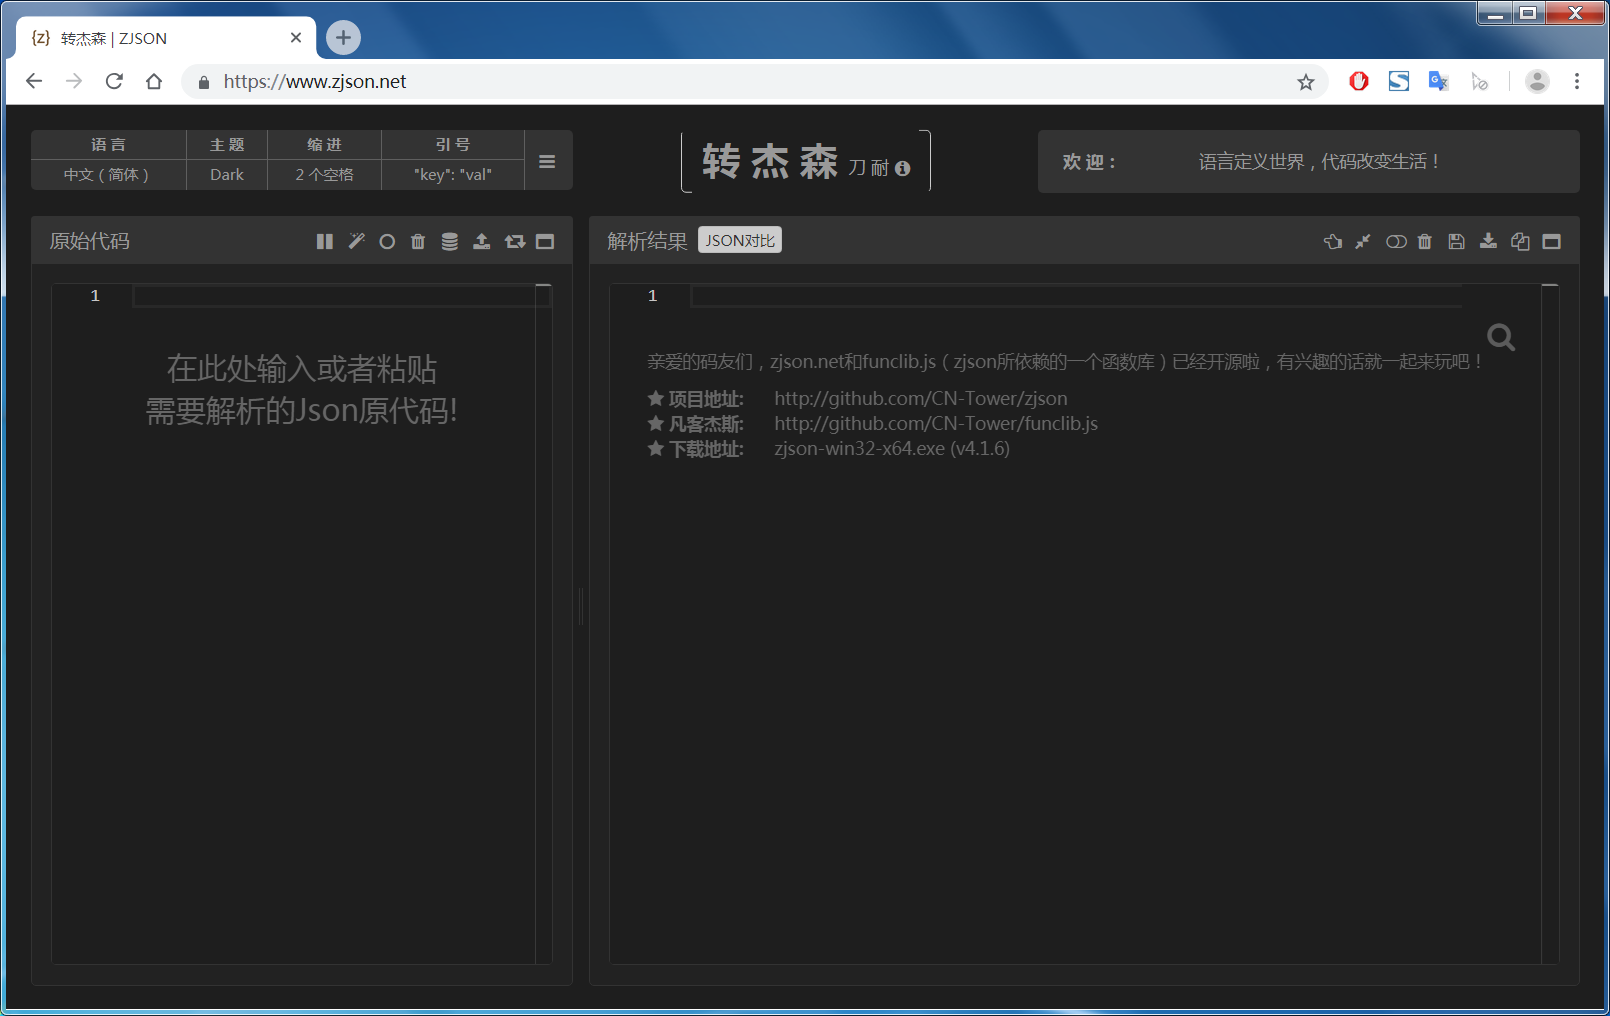 {z} 转杰森 | ZJSON
https://www.zjson.net
语 言 主 题 缩 进 引 号
中文 ( 简体 ) Dark 2 个空格 "key": "val"
转 杰 森 刀 耐
欢 迎 : 语言定义世界，代码改变生活！
原始代码
解析结果 JSON对比
1
在此处输入或者粘贴
需要解析的Json原代码!
1
亲爱的码友们，zjson.net和funclib.js（zjson所依赖的一个函数库）已经开源啦，有兴趣的话就一起来玩吧！
★ 项目地址: http://github.com/CN-Tower/zjson
★ 凡客杰斯: http://github.com/CN-Tower/funclib.js
★ 下载地址: zjson-win32-x64.exe (v4.1.6)